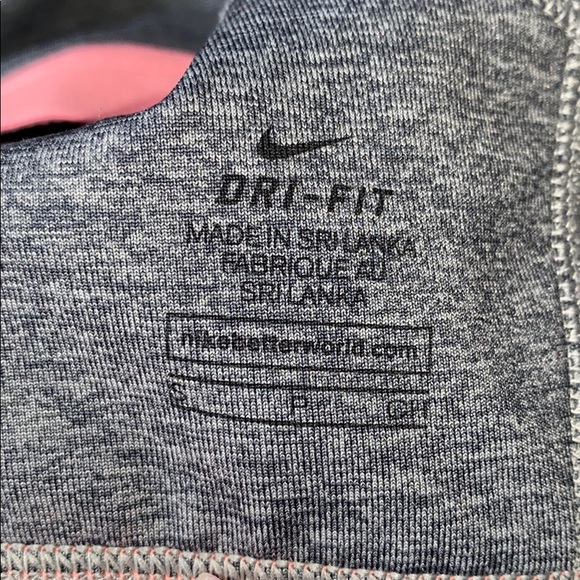 DRI-FIT
MADE IN SRI LANKA
FABRIQUE AU
SRI LANKA
nikebetterworld.com
S P CH